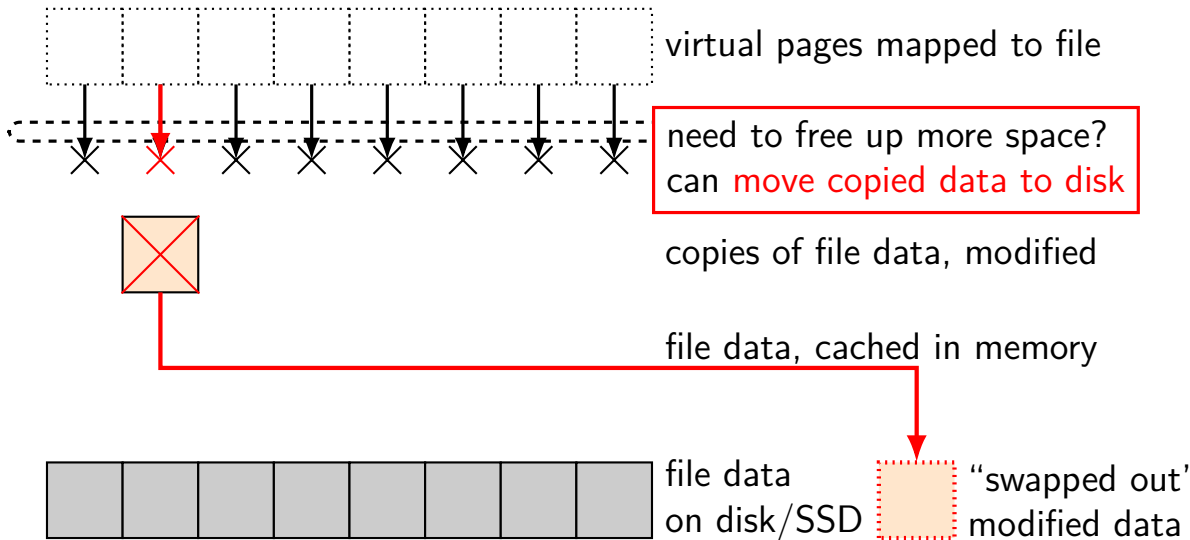 virtual pages mapped to file
need to free up more space?
can move copied data to disk
copies of file data, modified
file data, cached in memory
file data
on disk/SSD
“swapped out’
modified data